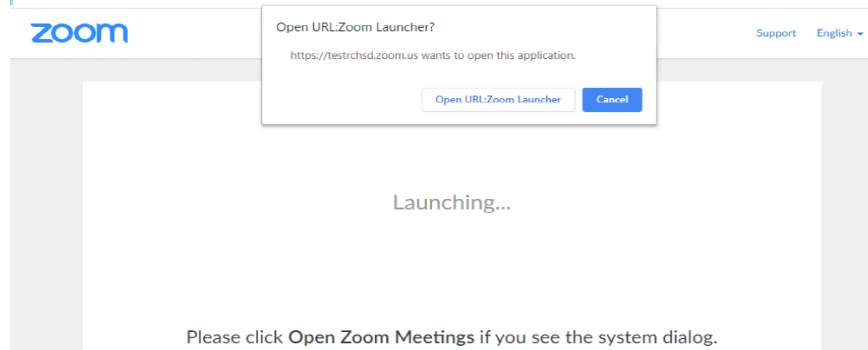 zoom
Open URL:Zoom Launcher?
Support English
https://testrchsd.zoom.us wants to open this application.
Open URL:Zoom Launcher Cancel
Launching...
Please click Open Zoom Meetings if you see the system dialog.